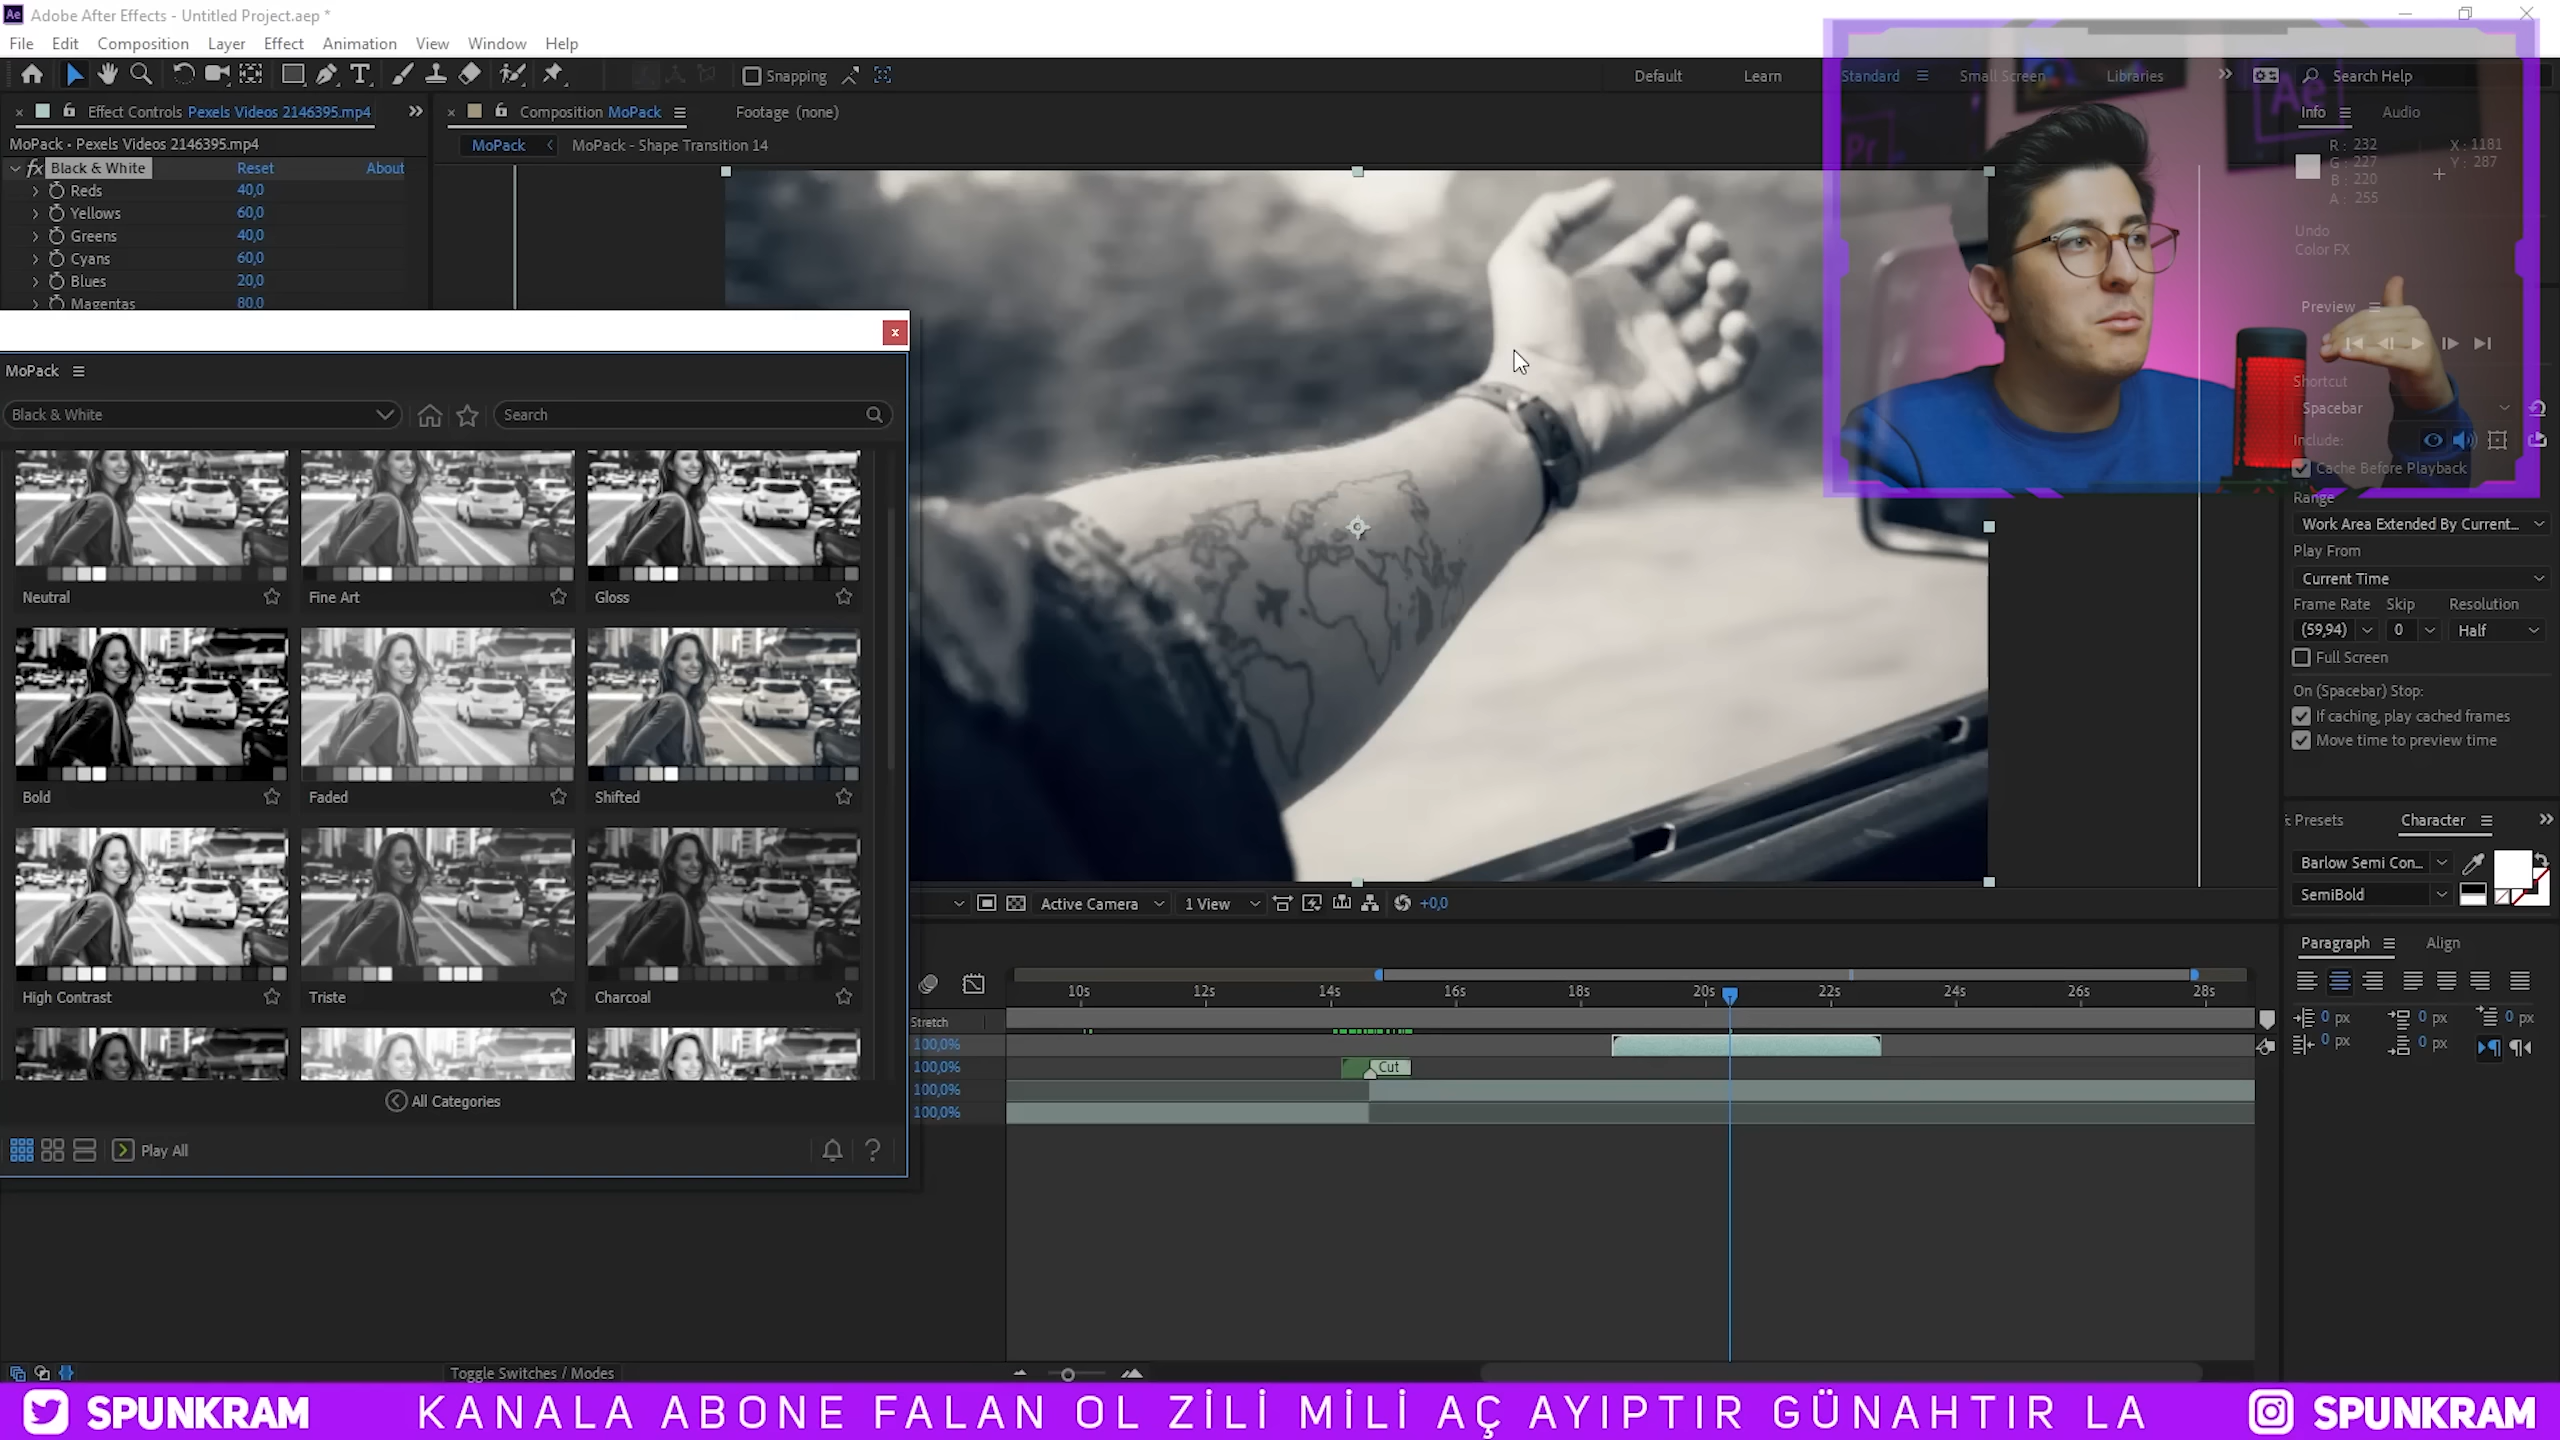 Ae Adobe After Effects - Untitled Project.aep *
File Edit Composition Layer Effect Animation View Window Help
Snapping Default Learn Standard Small Screen Libraries Search Help
Effect Controls Pexels Videos 2146395.mp4
Composition MoPack Footage (none)
Info Audio
MoPack • Pexels Videos 2146395.mp4
MoPack MoPack - Shape Transition 14
fx Black & White Reset About
Reds 40,0
Yellows 60,0
Greens 40,0
Cyans 60,0
Blues 20,0
Magentas 80,0
R : 232
G : 227
B : 220
A : 255
X : 1181
Y : 287
Undo
Color FX
Preview
Shortcut
Spacebar
Include:
Cache Before Playback
Range
Work Area Extended By Current...
Play From
Current Time
Frame Rate Skip Resolution
(59,94) 0 Half
Full Screen
On (Spacebar) Stop:
If caching, play cached frames
Move time to preview time
MoPack
Black & White
Search
Neutral Fine Art Gloss
Bold Faded Shifted
High Contrast Triste Charcoal
All Categories
Play All
Active Camera 1 View +0,0
Presets Character
Barlow Semi Con...
SemiBold
Paragraph Align
0 px 0 px 0 px
0 px 0 px
10s 12s 14s 16s 18s 20s 22s 24s 26s 28s
Stretch
100,0%
100,0% Cut
100,0%
100,0%
Toggle Switches / Modes
SPUNKRAM KANALA ABONE FALAN OL ZİLİ MİLİ AÇ AYIPTIR GÜNAHTIR LA SPUNKRAM
Pr
Ae